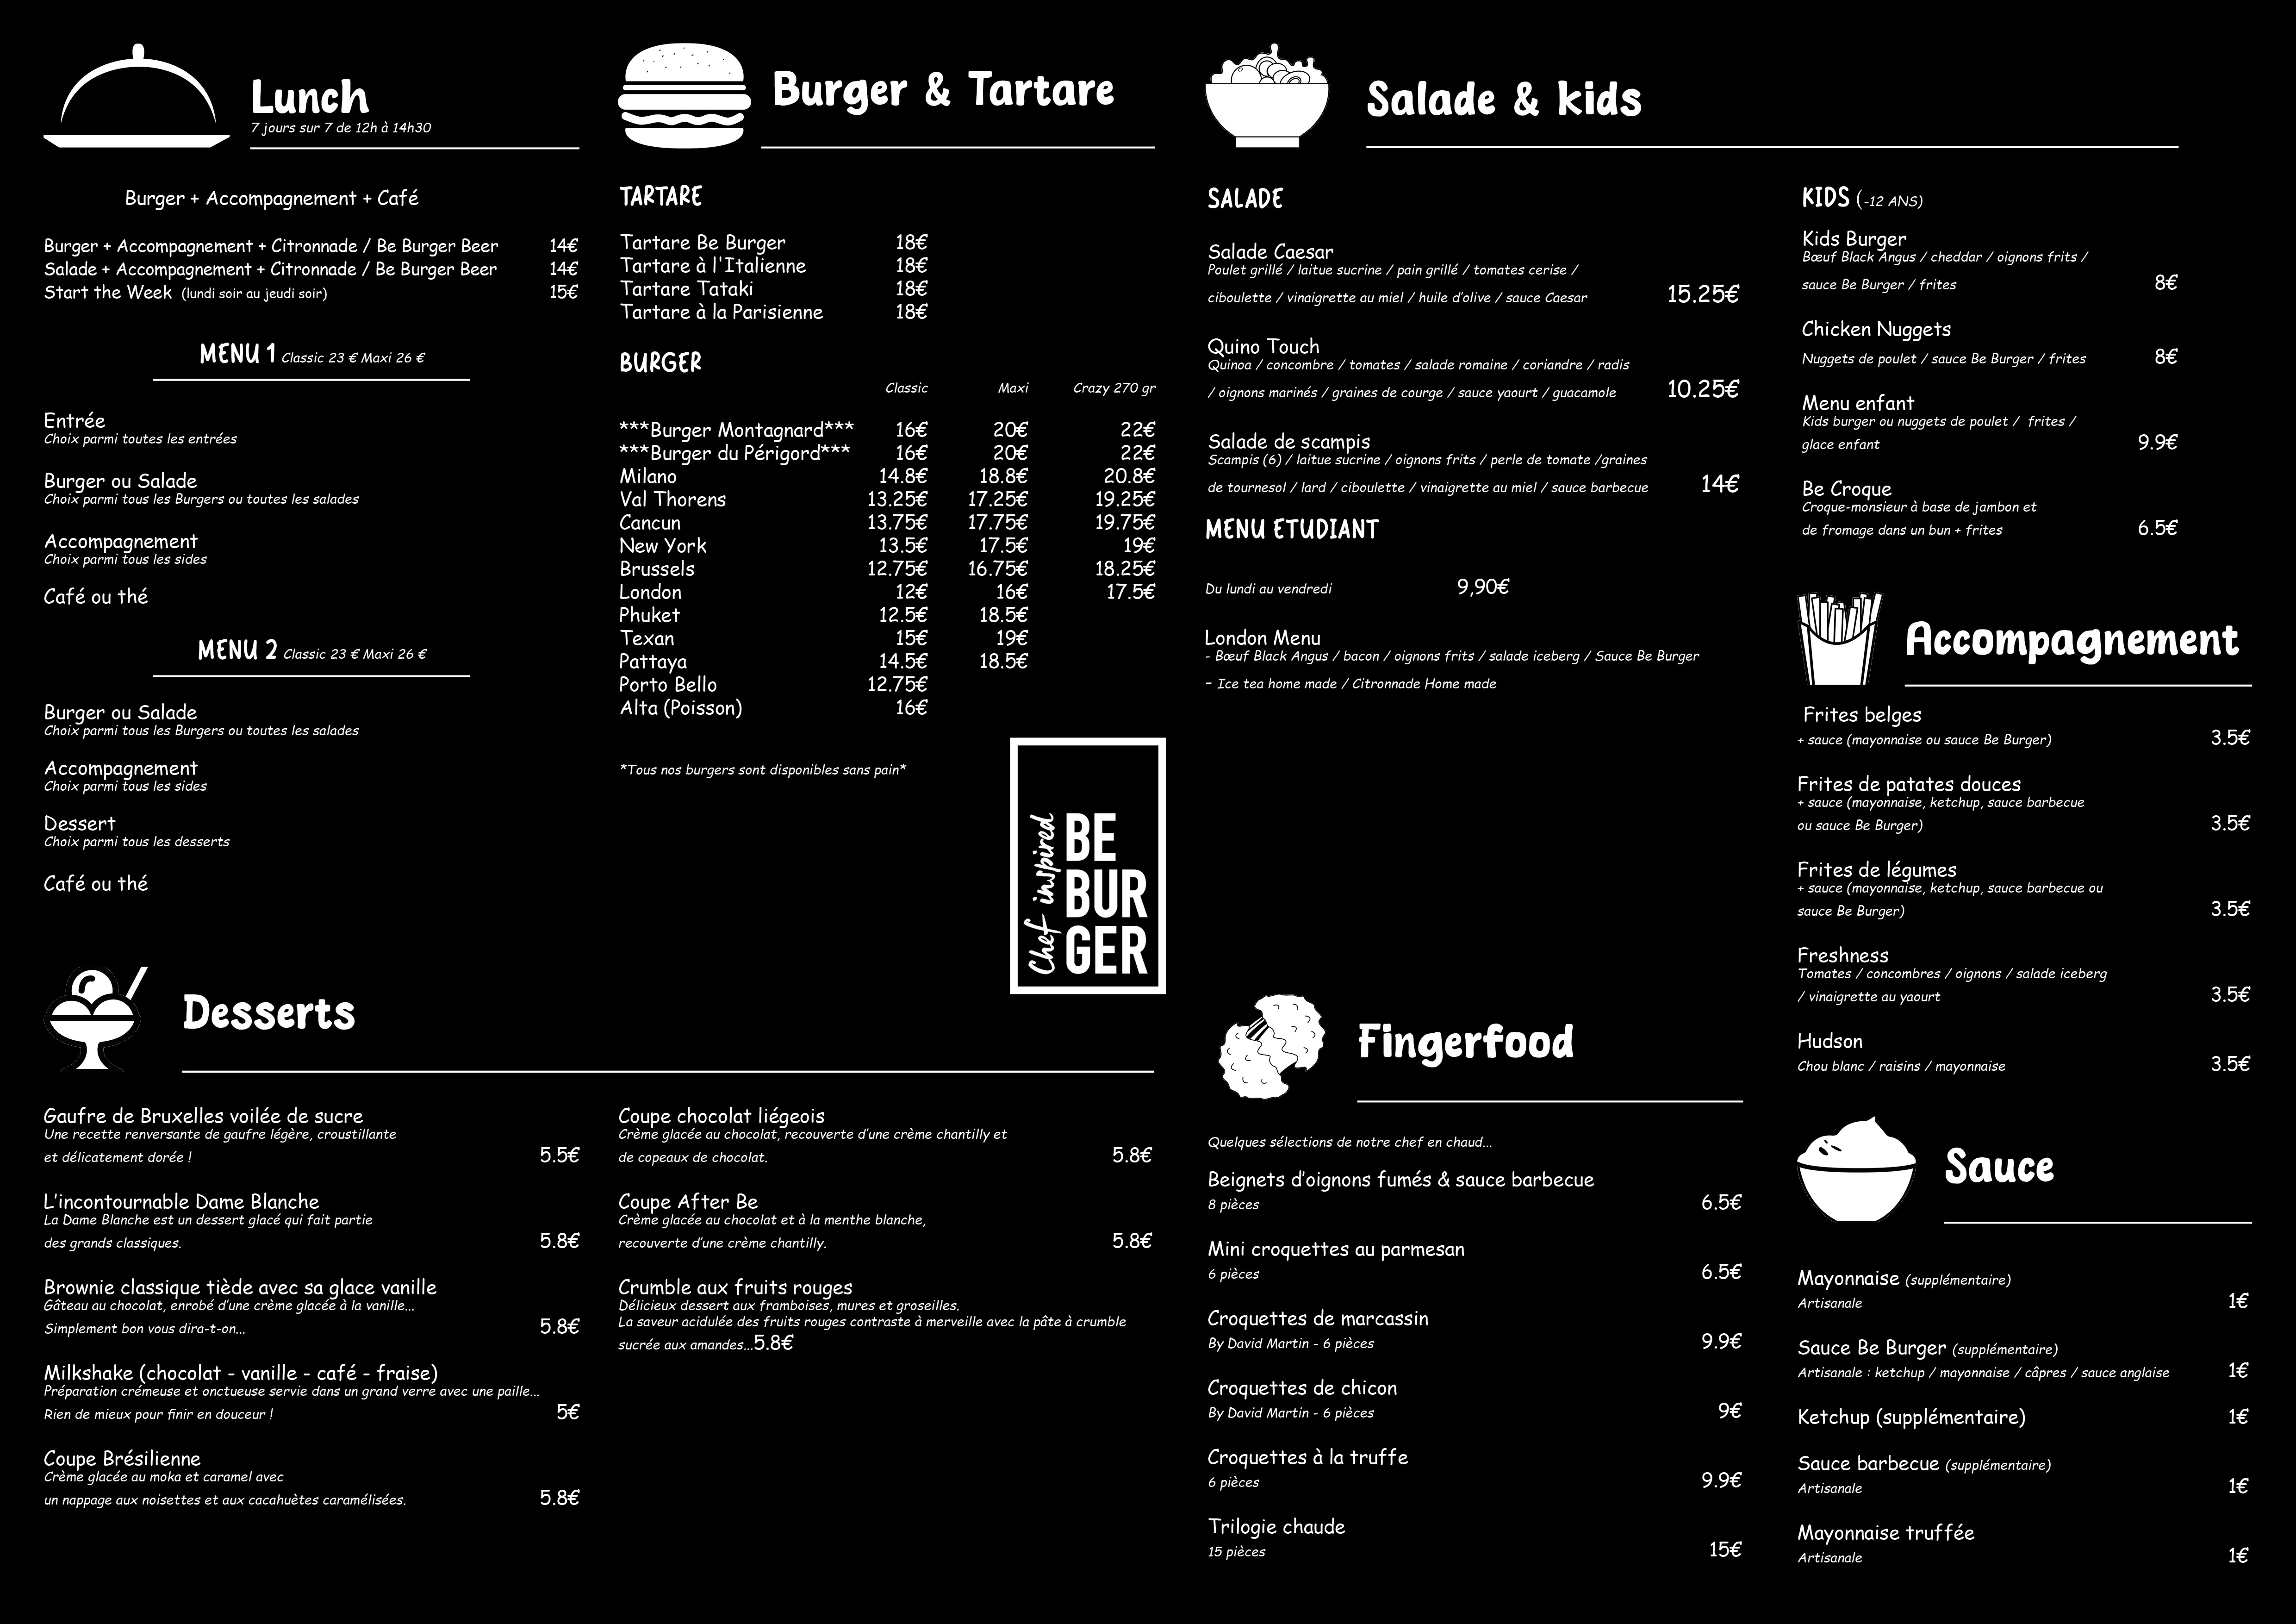 Lunch
7 jours sur 7 de 12h à 14h30
Burger + Accompagnement + Café
Burger + Accompagnement + Citronnade / Be Burger Beer 14€
Salade + Accompagnement + Citronnade / Be Burger Beer 14€
Start the Week (lundi soir au jeudi soir) 15€
MENU 1 Classic 23 € Maxi 26 €
Entrée
Choix parmi toutes les entrées
Burger ou Salade
Choix parmi tous les Burgers ou toutes les salades
Accompagnement
Choix parmi tous les sides
Café ou thé
MENU 2 Classic 23 € Maxi 26 €
Burger ou Salade
Choix parmi tous les Burgers ou toutes les salades
Accompagnement
Choix parmi tous les sides
Dessert
Choix parmi tous les desserts
Café ou thé
Burger & Tartare
TARTARE
Tartare Be Burger 18€
Tartare à l'Italienne 18€
Tartare Tataki 18€
Tartare à la Parisienne 18€
BURGER
Classic Maxi Crazy 270 gr
***Burger Montagnard*** 16€ 20€ 22€
***Burger du Périgord*** 16€ 20€ 22€
Milano 14.8€ 18.8€ 20.8€
Val Thorens 13.25€ 17.25€ 19.25€
Cancun 13.75€ 17.75€ 19.75€
New York 13.5€ 17.5€ 19€
Brussels 12.75€ 16.75€ 18.25€
London 12€ 16€ 17.5€
Phuket 12.5€ 18.5€
Texan 15€ 19€
Pattaya 14.5€ 18.5€
Porto Bello 12.75€
Alta (Poisson) 16€
*Tous nos burgers sont disponibles sans pain*
Chef inspired
BE
BUR
GER
Desserts
Gaufre de Bruxelles voilée de sucre
Une recette renversante de gaufre légère, croustillante
et délicatement dorée ! 5.5€
L'incontournable Dame Blanche
La Dame Blanche est un dessert glacé qui fait partie
des grands classiques. 5.8€
Brownie classique tiède avec sa glace vanille
Gâteau au chocolat, enrobé d'une crème glacée à la vanille...
Simplement bon vous dira-t-on... 5.8€
Milkshake (chocolat - vanille - café - fraise)
Préparation crémeuse et onctueuse servie dans un grand verre avec une paille...
Rien de mieux pour finir en douceur ! 5€
Coupe Brésilienne
Crème glacée au moka et caramel avec
un nappage aux noisettes et aux cacahuètes caramélisées. 5.8€
Coupe chocolat liégeois
Crème glacée au chocolat, recouverte d'une crème chantilly et
de copeaux de chocolat. 5.8€
Coupe After Be
Crème glacée au chocolat et à la menthe blanche,
recouverte d'une crème chantilly. 5.8€
Crumble aux fruits rouges
Délicieux dessert aux framboises, mures et groseilles.
La saveur acidulée des fruits rouges contraste à merveille avec la pâte à crumble
sucrée aux amandes...5.8€
Salade & kids
SALADE
Salade Caesar
Poulet grillé / laitue sucrine / pain grillé / tomates cerise /
ciboulette / vinaigrette au miel / huile d'olive / sauce Caesar 15.25€
Quino Touch
Quinoa / concombre / tomates / salade romaine / coriandre / radis
/ oignons marinés / graines de courge / sauce yaourt / guacamole 10.25€
Salade de scampis
Scampis (6) / laitue sucrine / oignons frits / perle de tomate /graines
de tournesol / lard / ciboulette / vinaigrette au miel / sauce barbecue 14€
MENU ETUDIANT
Du lundi au vendredi 9,90€
London Menu
- Bœuf Black Angus / bacon / oignons frits / salade iceberg / Sauce Be Burger
- Ice tea home made / Citronnade Home made
KIDS (-12 ANS)
Kids Burger
Bœuf Black Angus / cheddar / oignons frits /
sauce Be Burger / frites 8€
Chicken Nuggets
Nuggets de poulet / sauce Be Burger / frites 8€
Menu enfant
Kids burger ou nuggets de poulet / frites /
glace enfant 9.9€
Be Croque
Croque-monsieur à base de jambon et
de fromage dans un bun + frites 6.5€
Accompagnement
Frites belges
+ sauce (mayonnaise ou sauce Be Burger) 3.5€
Frites de patates douces
+ sauce (mayonnaise, ketchup, sauce barbecue
ou sauce Be Burger) 3.5€
Frites de légumes
+ sauce (mayonnaise, ketchup, sauce barbecue ou
sauce Be Burger) 3.5€
Freshness
Tomates / concombres / oignons / salade iceberg
/ vinaigrette au yaourt 3.5€
Hudson
Chou blanc / raisins / mayonnaise 3.5€
Fingerfood
Quelques sélections de notre chef en chaud...
Beignets d'oignons fumés & sauce barbecue
8 pièces 6.5€
Mini croquettes au parmesan
6 pièces 6.5€
Croquettes de marcassin
By David Martin - 6 pièces 9.9€
Croquettes de chicon
By David Martin - 6 pièces 9€
Croquettes à la truffe
6 pièces 9.9€
Trilogie chaude
15 pièces 15€
Sauce
Mayonnaise (supplémentaire)
Artisanale 1€
Sauce Be Burger (supplémentaire)
Artisanale : ketchup / mayonnaise / câpres / sauce anglaise 1€
Ketchup (supplémentaire) 1€
Sauce barbecue (supplémentaire)
Artisanale 1€
Mayonnaise truffée
Artisanale 1€